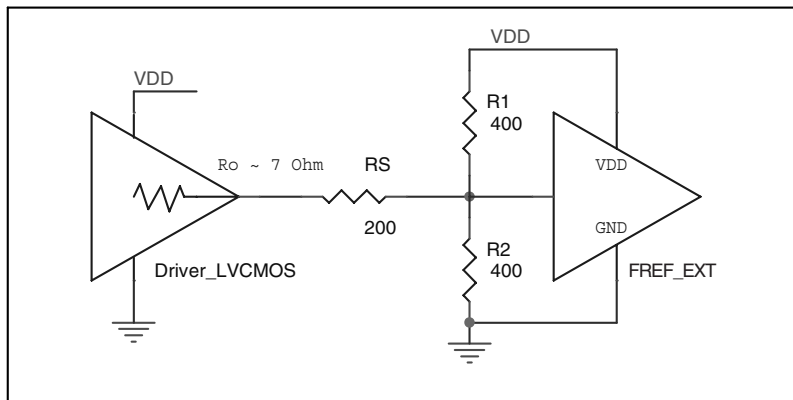 VDD
VDD
R1
400
Ro ~ 7 Ohm
RS
VDD
200
GND
R2
400
Driver_LVCMOS
FREF_EXT